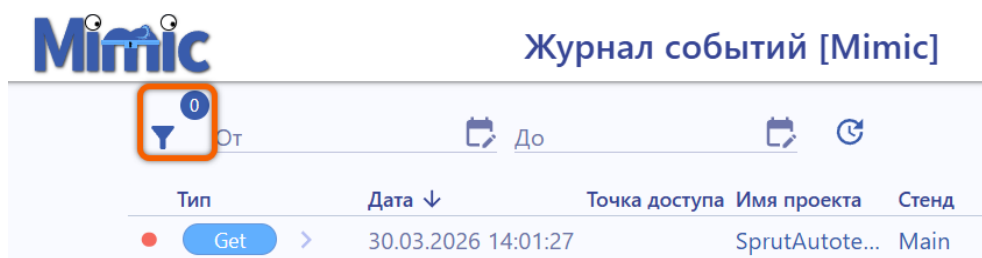 Mimic
Журнал событий [Mimic]
0
От
До
Тип Дата Точка доступа Имя проекта Стенд
Get 30.03.2026 14:01:27 SprutAutote... Main